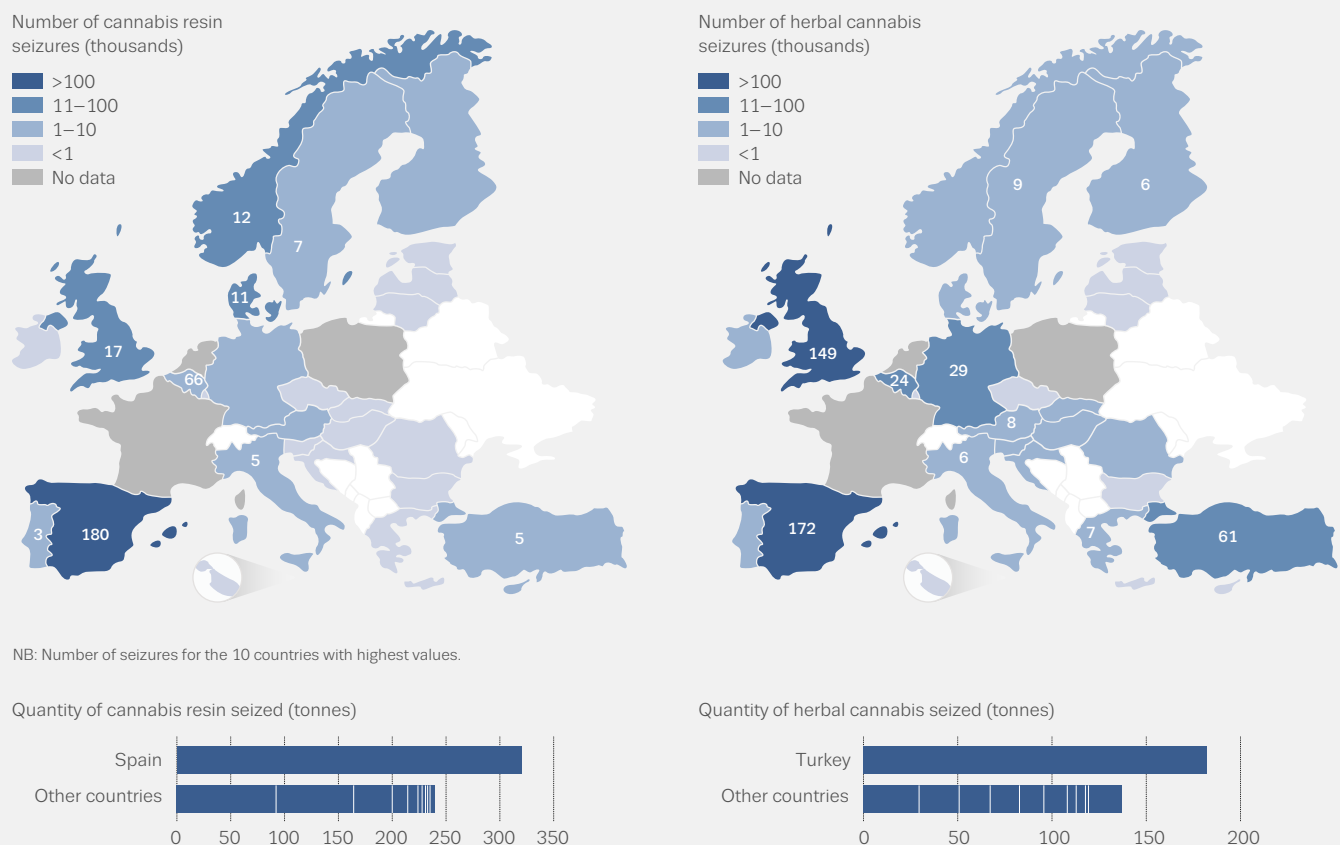 Number of cannabis resin
seizures (thousands)
>100
11–100
1–10
<1
No data
12
7
11
17
66
5
3
180
5
Number of herbal cannabis
seizures (thousands)
>100
11–100
1–10
<1
No data
9
6
149
24
29
8
6
172
7
61
NB: Number of seizures for the 10 countries with highest values.
Quantity of cannabis resin seized (tonnes)
Spain
Other countries
0 50 100 150 200 250 300 350
Quantity of herbal cannabis seized (tonnes)
Turkey
Other countries
0 50 100 150 200